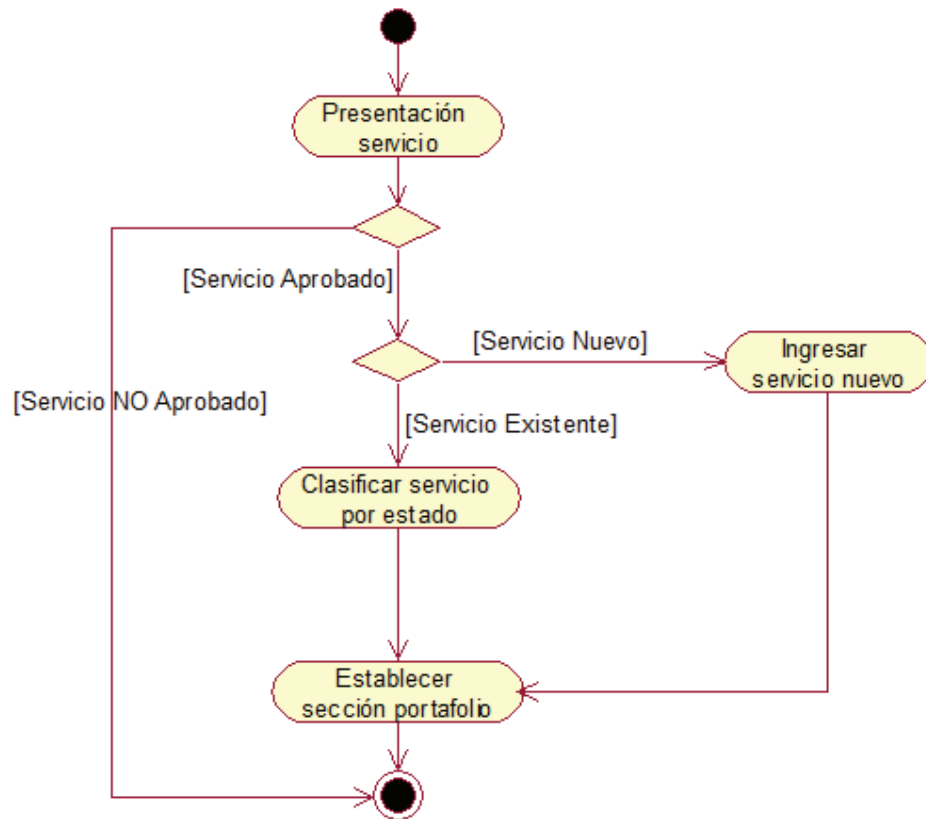 Presentación
servicio
[Servicio Aprobado]
[Servicio Nuevo]
Ingresar
servicio nuevo
[Servicio NO Aprobado]
[Servicio Existente]
Clasificar servicio
por estado
Establecer
sección portafolio